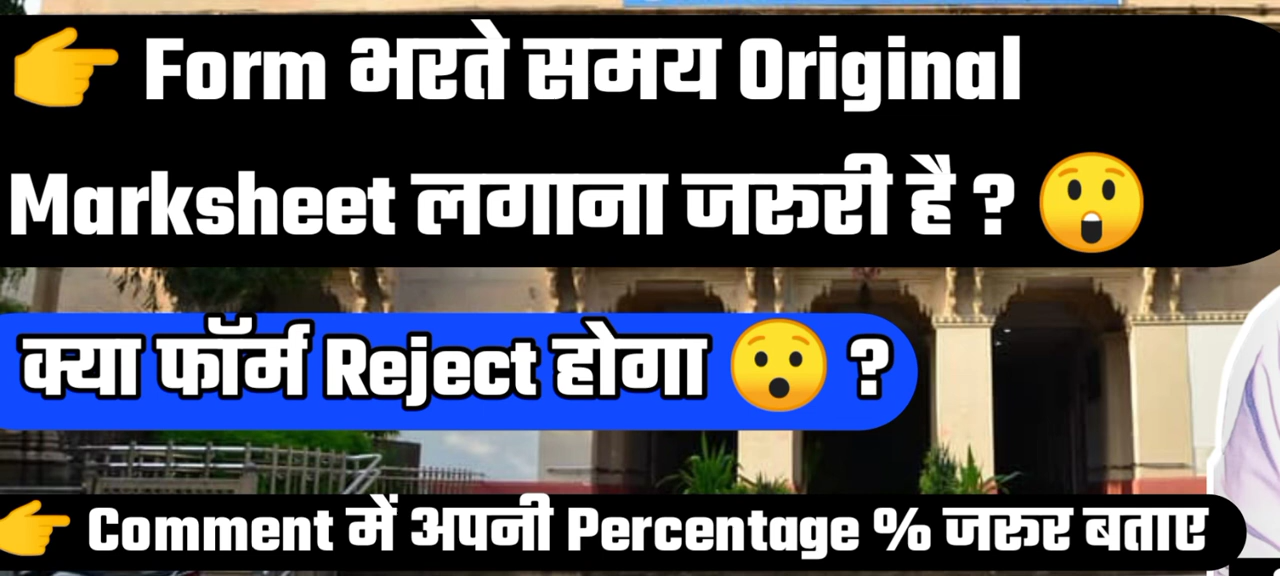 👉 Form भरते समय Original
Marksheet लगाना जरुरी है ? 😲
क्या फॉर्म Reject होगा 😯 ?
👉 Comment में अपनी Percentage % जरूर बताए